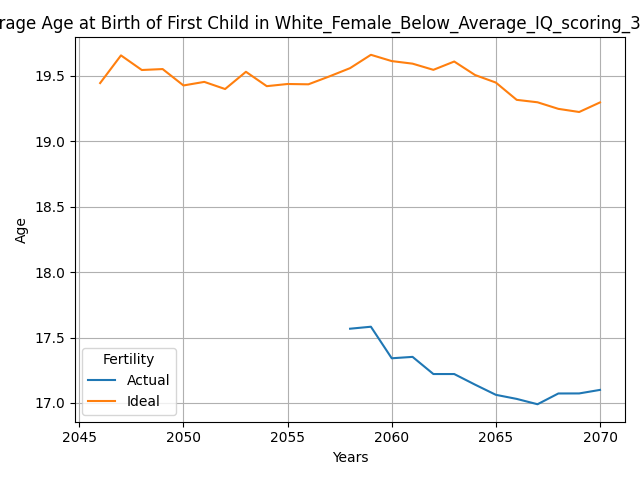 rage Age at Birth of First Child in White_Female_Below_Average_IQ_scoring_3
19.5
19.0
18.5
18.0
17.5
17.0
Age
Fertility
Actual
Ideal
2045 2050 2055 2060 2065 2070
Years